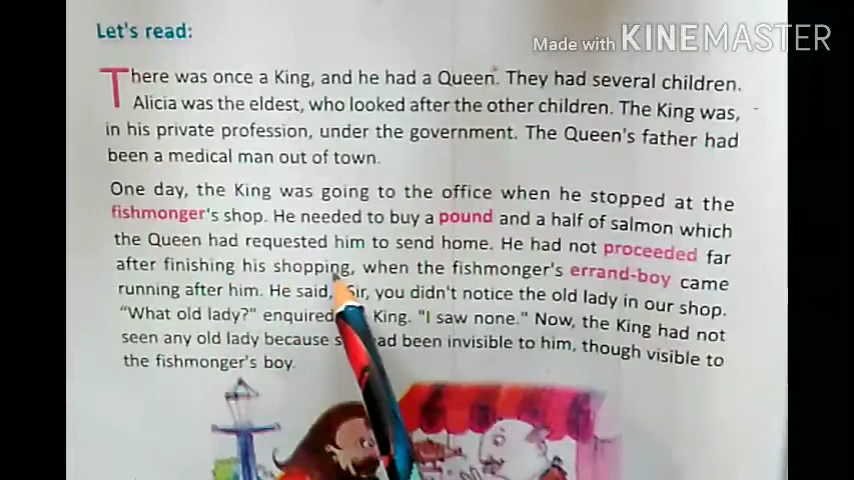 Let's read:
Made with KINEMASTER
There was once a King, and he had a Queen. They had several children.
Alicia was the eldest, who looked after the other children. The King was,
in his private profession, under the government. The Queen's father had
been a medical man out of town.
One day, the King was going to the office when he stopped at the
fishmonger's shop. He needed to buy a pound and a half of salmon which
the Queen had requested him to send home. He had not proceeded far
after finishing his shopping, when the fishmonger's errand-boy came
running after him. He said, Sir, you didn't notice the old lady in our shop.
"What old lady?" enquired King. "I saw none." Now, the King had not
seen any old lady because s ad been invisible to him, though visible to
the fishmonger's boy.